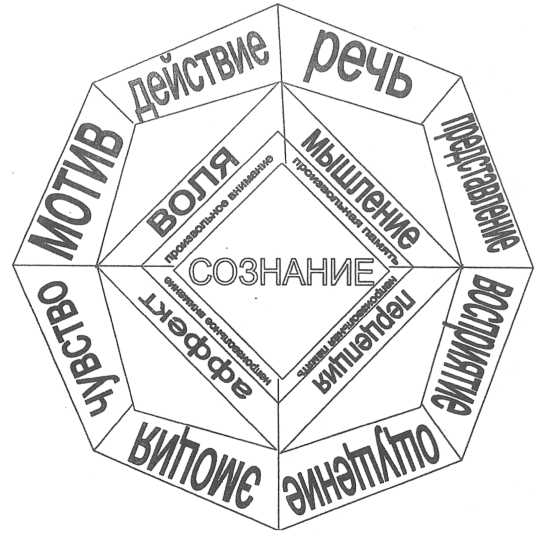 действие
речь
мотив
представление
воля
произвольное внимание
мышление
произвольная память
СОЗНАНИЕ
чувство
аффект
непроизвольное внимание
перцепция
непроизвольная память
восприятие
эмоция
ощущение